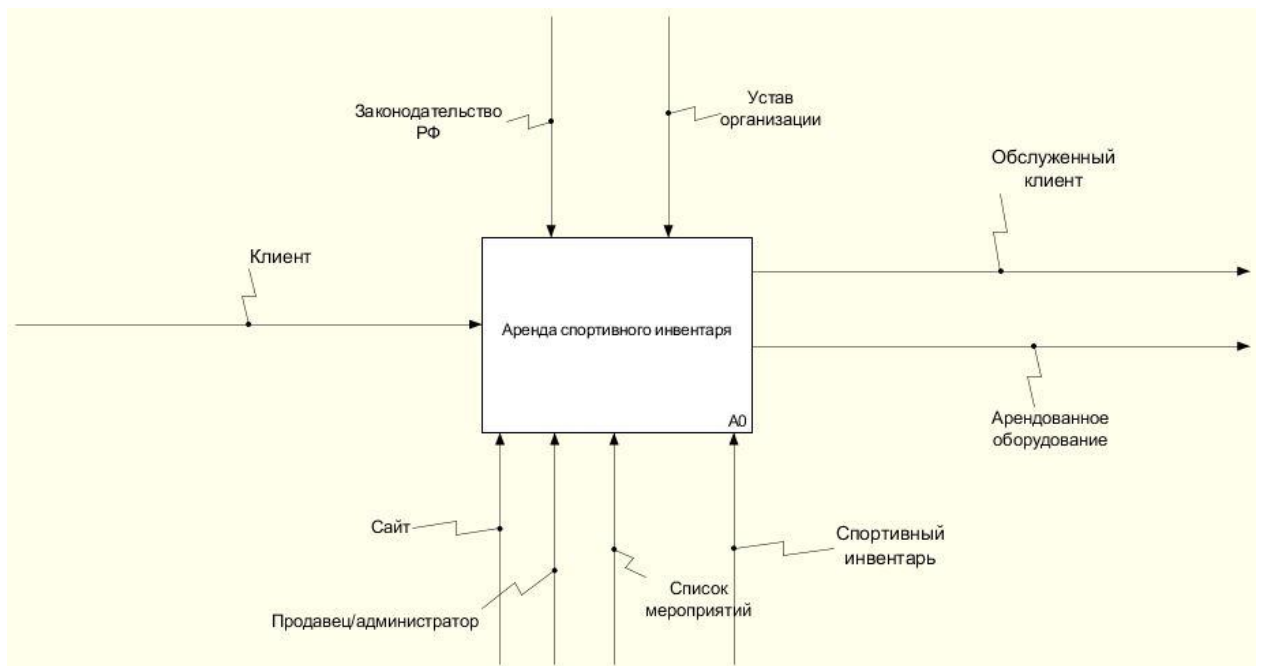 Законодательство
РФ
Устав
организации
Обслуженный
клиент
Клиент
Аренда спортивного инвентаря
A0
Арендованное
оборудование
Сайт
Спортивный
инвентарь
Список
мероприятий
Продавец/администратор